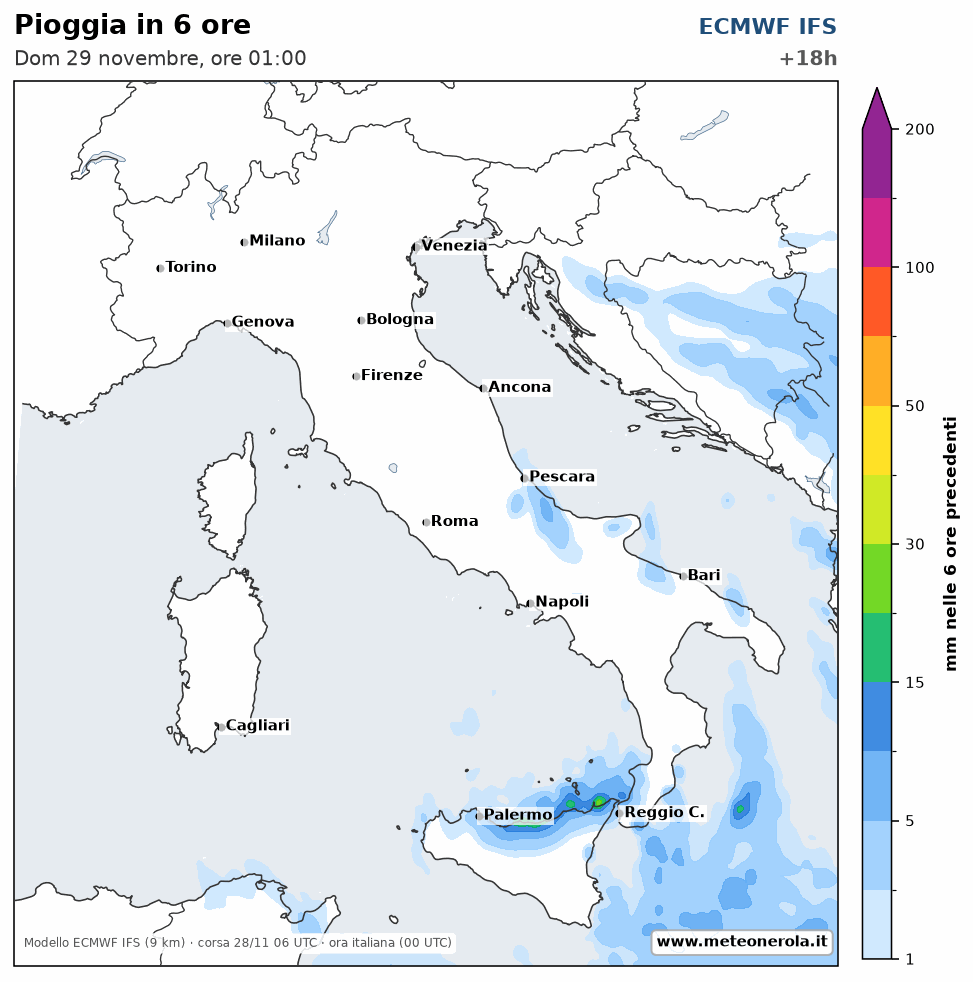 Pioggia in 6 ore
ECMWF IFS
Dom 29 novembre, ore 01:00
+18h
200
Milano
Venezia
Torino
100
Genova
Bologna
Firenze
Ancona
50
Pescara
Roma
30
Bari
Napoli
15
Cagliari
Palermo
Reggio C.
5
mm nelle 6 ore precedenti
Modello ECMWF IFS (9 km) · corsa 28/11 06 UTC · ora italiana (00 UTC)
www.meteonerola.it
1